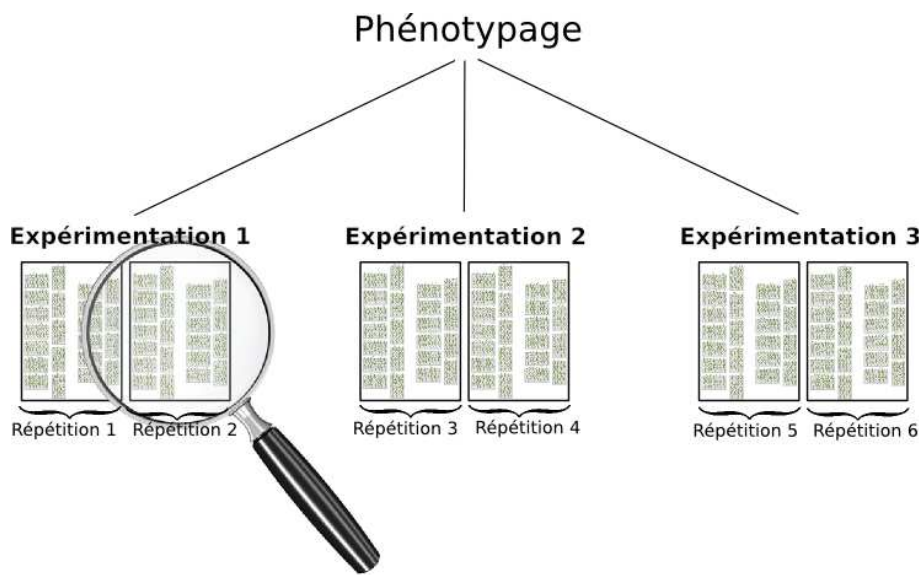 Phénotypage
Expérimentation 1
Expérimentation 2
Expérimentation 3
Répétition 1
Répétition 2
Répétition 3
Répétition 4
Répétition 5
Répétition 6